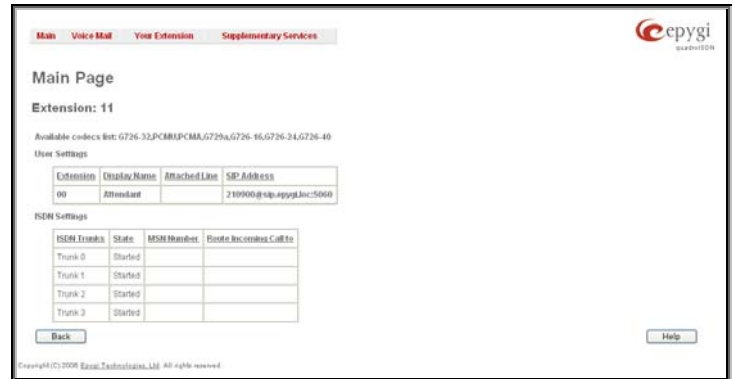 Main Voice Mail Your Extension Supplementary Services
epygi
quadroISDN
Main Page
Extension: 11
Available codecs list: G726-32,PCMU,PCMA,G729a,G726-16,G726-24,G726-40
User Settings
Extension Display Name Attached Line SIP Address
00 Attendant 210900@sip.epygi.loc:5060
ISDN Settings
ISDN Trunks State MSN Number Route Incoming Call to
Trunk 0 Started
Trunk 1 Started
Trunk 2 Started
Trunk 3 Started
Back Help
Copyright (C) 2006 Epygi Technologies, Ltd. All rights reserved.